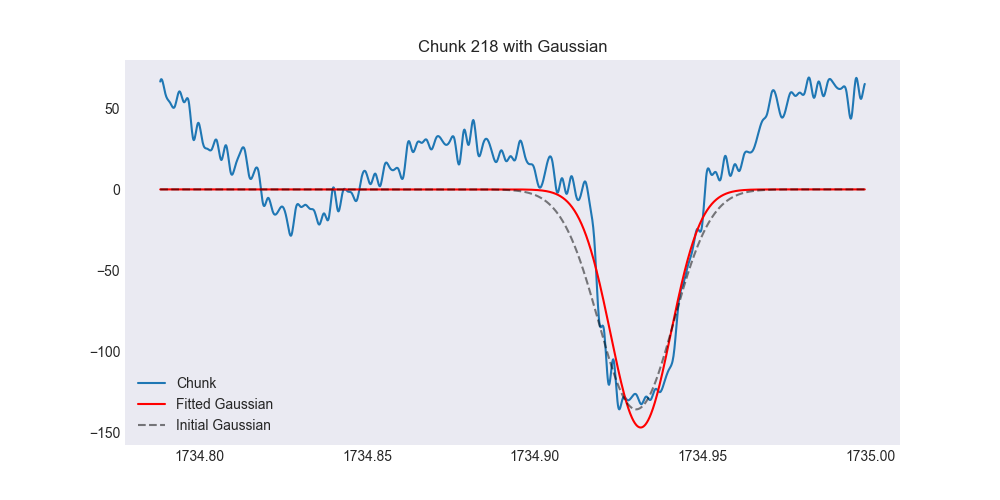 Chunk 218 with Gaussian
50
0
−50
−100
−150
Chunk
Fitted Gaussian
Initial Gaussian
1734.80 1734.85 1734.90 1734.95 1735.00